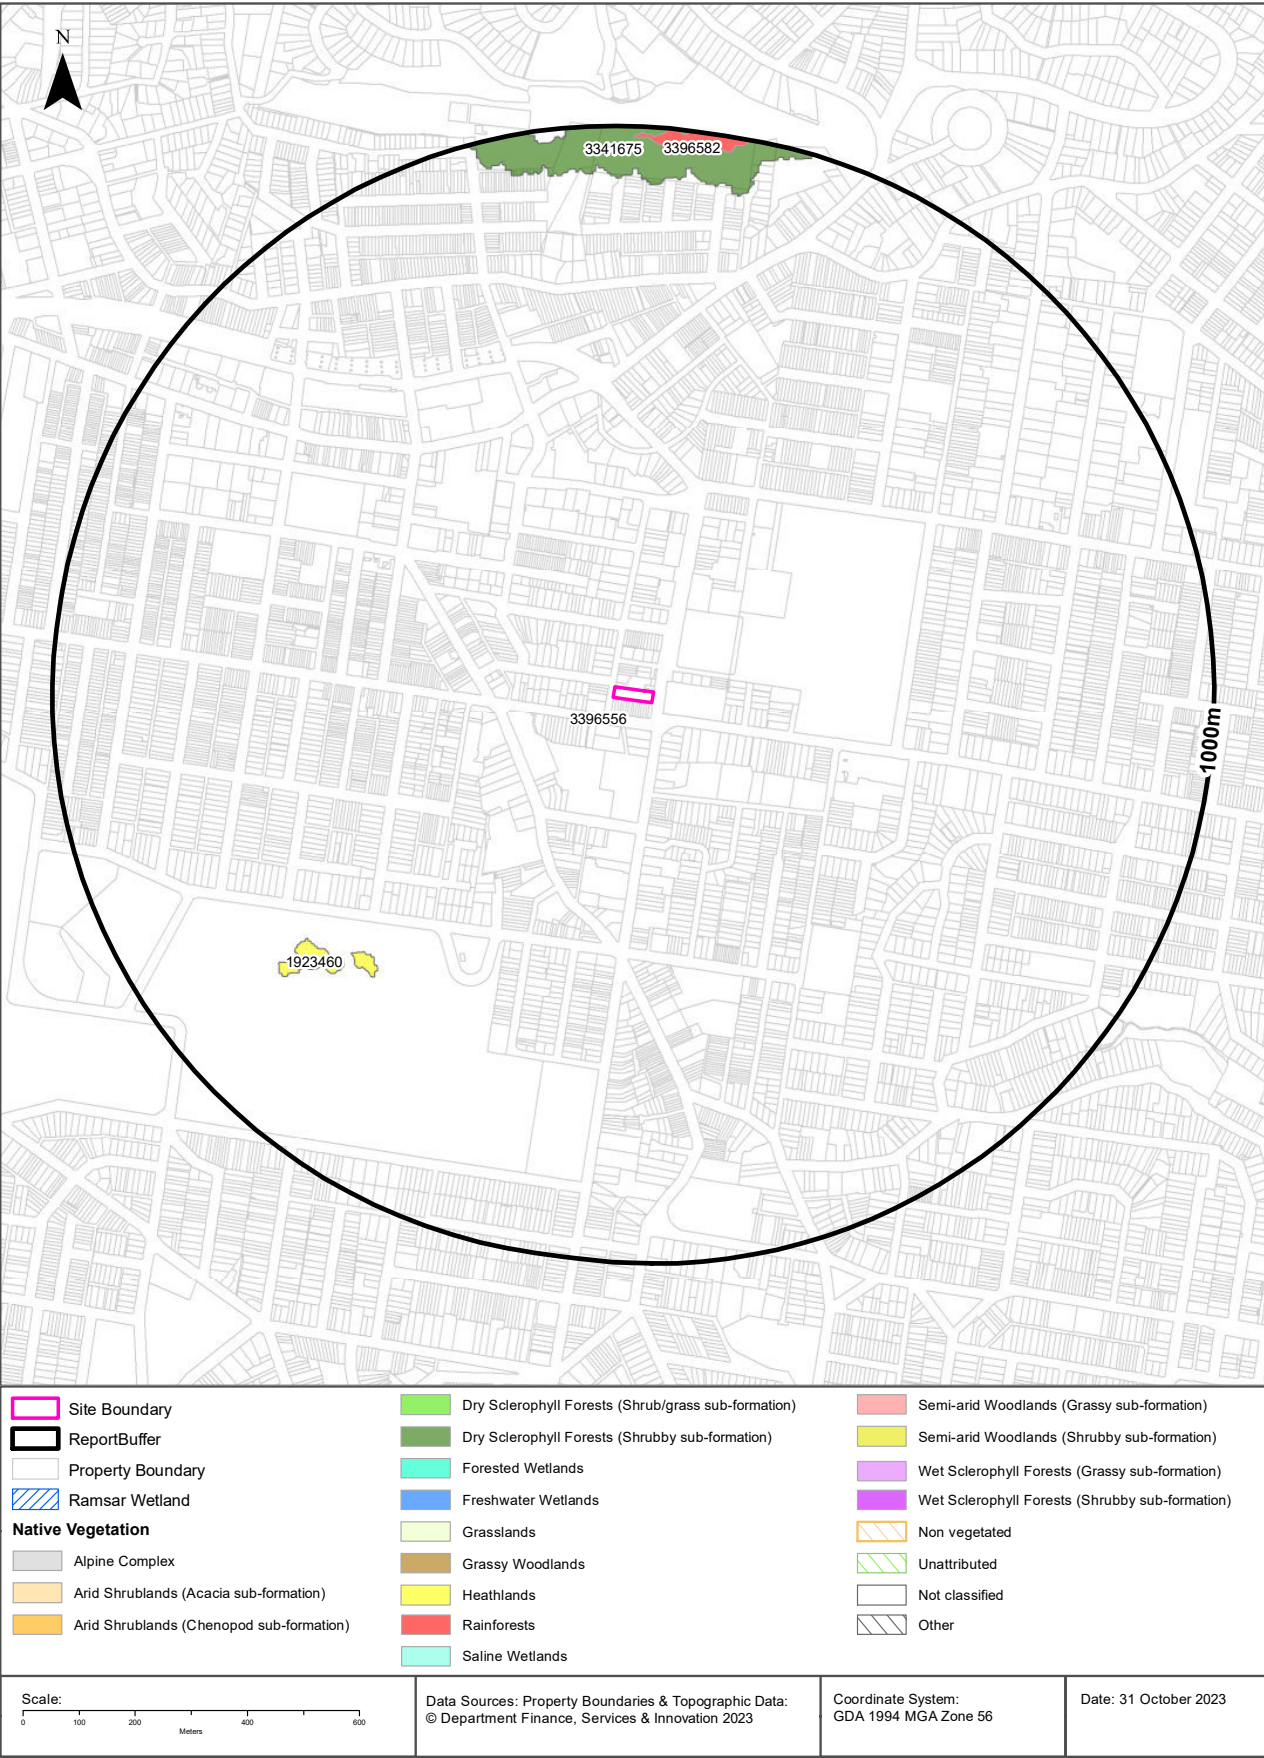 N
3341675
3396582
3396556
1000m
1923460
Site Boundary
ReportBuffer
Property Boundary
Ramsar Wetland
Native Vegetation
Alpine Complex
Arid Shrublands (Acacia sub-formation)
Arid Shrublands (Chenopod sub-formation)
Dry Sclerophyll Forests (Shrub/grass sub-formation)
Dry Sclerophyll Forests (Shrubby sub-formation)
Forested Wetlands
Freshwater Wetlands
Grasslands
Grassy Woodlands
Heathlands
Rainforests
Saline Wetlands
Semi-arid Woodlands (Grassy sub-formation)
Semi-arid Woodlands (Shrubby sub-formation)
Wet Sclerophyll Forests (Grassy sub-formation)
Wet Sclerophyll Forests (Shrubby sub-formation)
Non vegetated
Unattributed
Not classified
Other
Scale:
0 100 200 400 600
Meters
Data Sources: Property Boundaries & Topographic Data:
© Department Finance, Services & Innovation 2023
Coordinate System:
GDA 1994 MGA Zone 56
Date: 31 October 2023